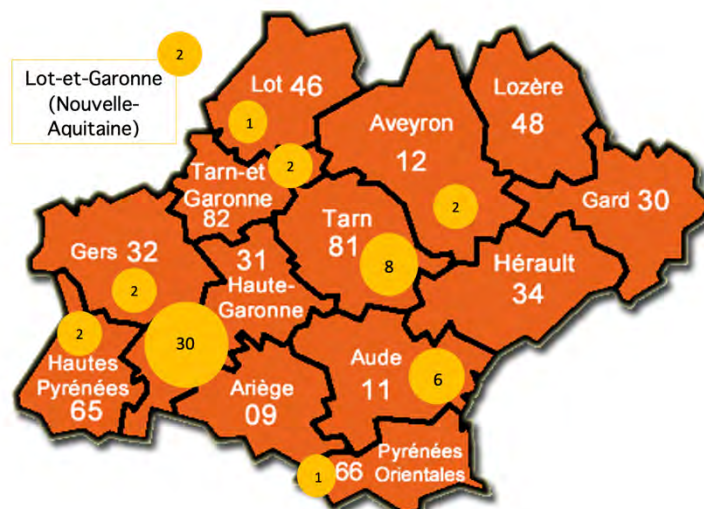 2
Lot-et-Garonne
(Nouvelle-
Aquitaine)
Lot 46
1
Lozère
48
Aveyron
12
2
Tarn-et
Garonne
82
2
Gard 30
Tarn
81
8
Gers 32
2
31
Haute-
Garonne
30
Hérault
34
2
Hautes
Pyrénées
65
Ariège
09
Aude
11
6
Pyrénées
Orientales
66
1